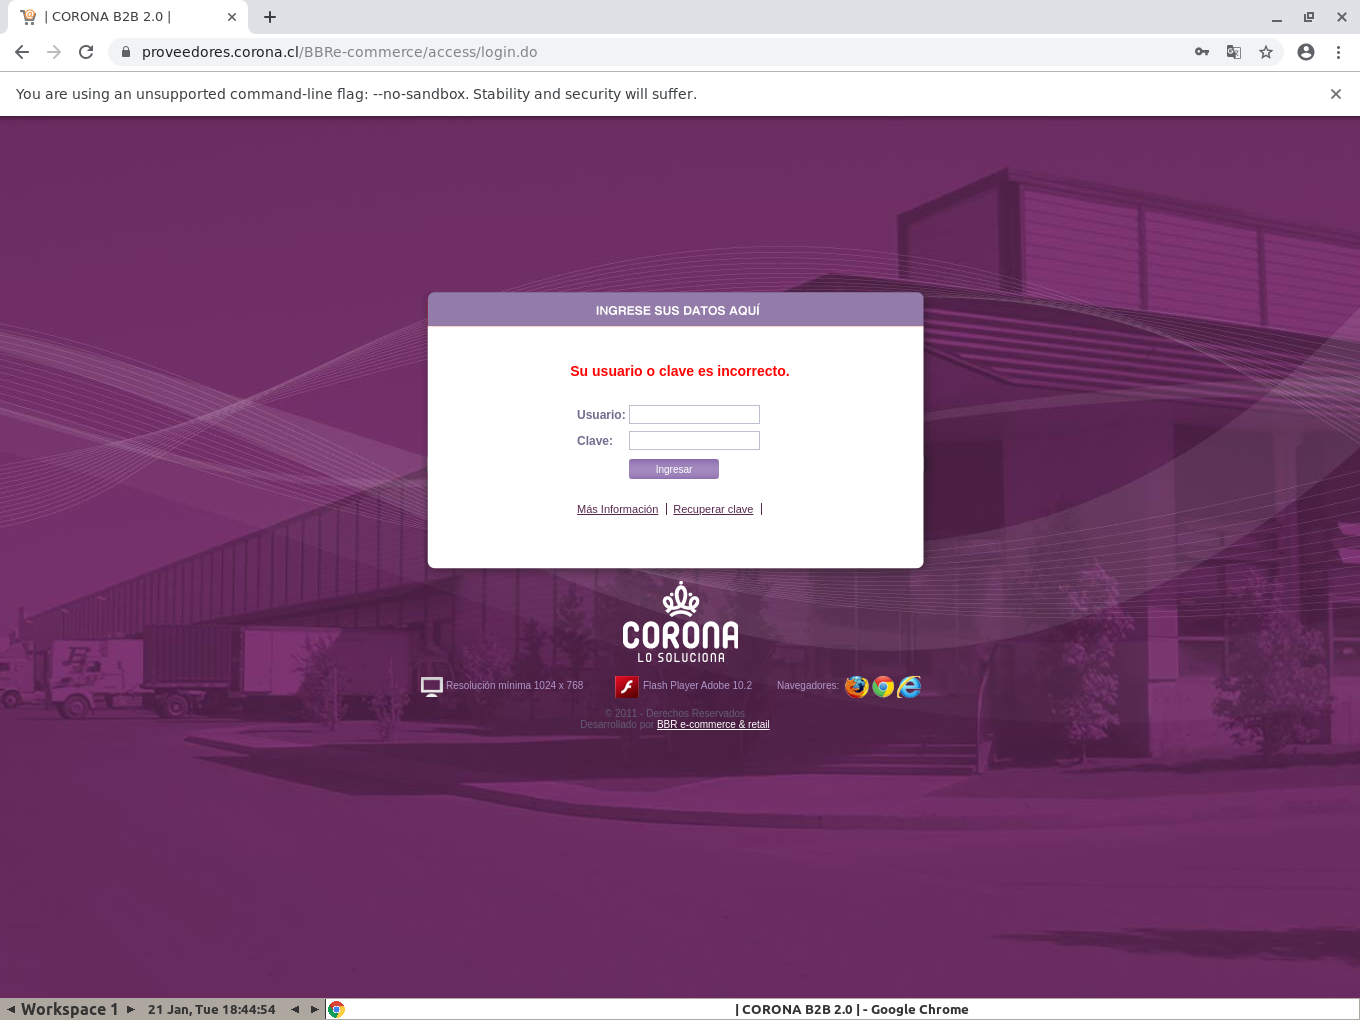 | CORONA B2B 2.0 |
proveedores.corona.cl/BBRe-commerce/access/login.do
You are using an unsupported command-line flag: --no-sandbox. Stability and security will suffer.
INGRESE SUS DATOS AQUÍ
Su usuario o clave es incorrecto.
Usuario:
Clave:
Ingresar
Más Información | Recuperar clave |
CORONA
LO SOLUCIONA
Resolución mínima 1024 x 768 Flash Player Adobe 10.2 Navegadores:
© 2011 - Derechos Reservados
Desarrollado por BBR e-commerce & retail
Workspace 1 21 Jan, Tue 18:44:54 | CORONA B2B 2.0 | - Google Chrome